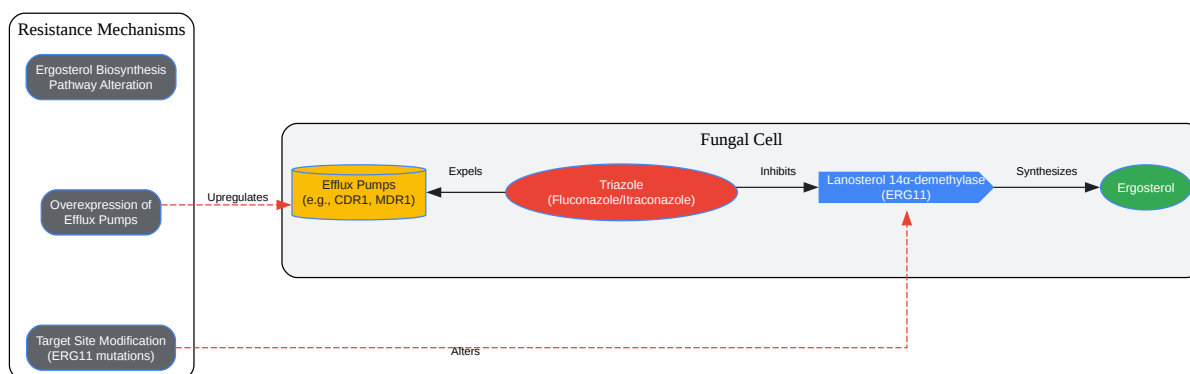 Resistance Mechanisms
Ergosterol Biosynthesis
Pathway Alteration
Overexpression of
Efflux Pumps
Target Site Modification
(ERG11 mutations)
Upregulates
Alters
Fungal Cell
Efflux Pumps
(e.g., CDR1, MDR1)
Expels
Triazole
(Fluconazole/Itraconazole)
Inhibits
Lanosterol 14α-demethylase
(ERG11)
Synthesizes
Ergosterol